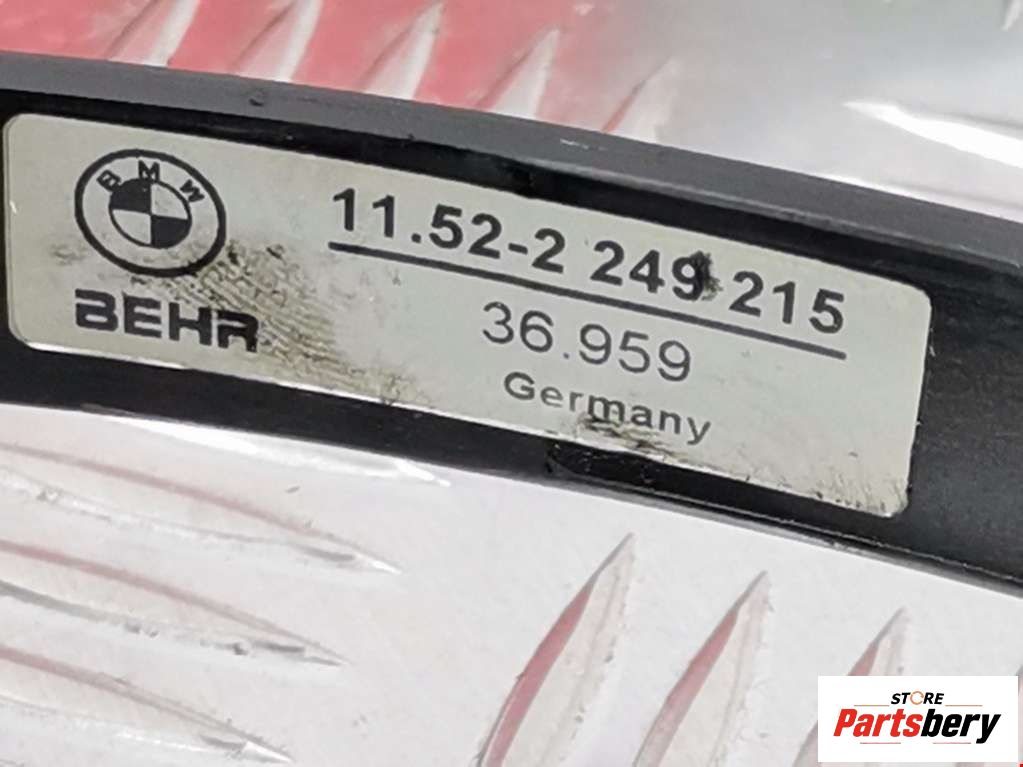 BMW
BEHR
11.52-2 249 215
36.959
Germany
STORE
Partsbery